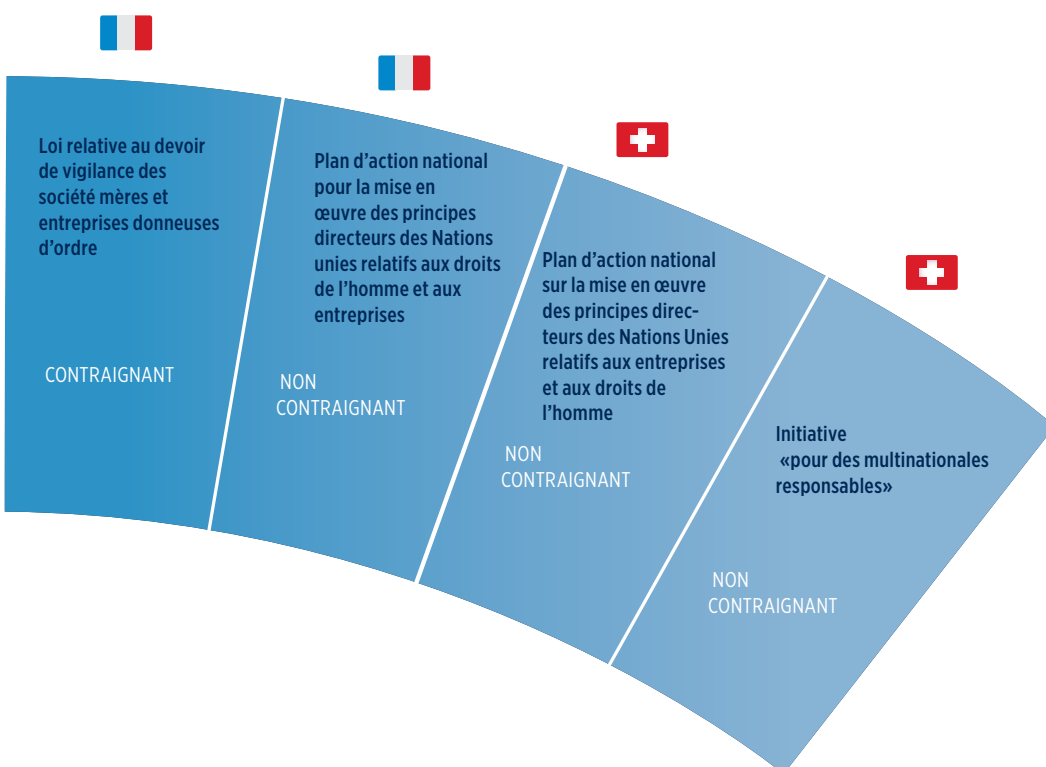 Loi relative au devoir
de vigilance des
société mères et
entreprises donneuses
d’ordre
CONTRAIGNANT
Plan d’action national
pour la mise en
œuvre des principes
directeurs des Nations
unies relatifs aux droits
de l’homme et aux
entreprises
NON
CONTRAIGNANT
Plan d’action national
sur la mise en œuvre
des principes direc-
teurs des Nations Unies
relatifs aux entreprises
et aux droits de
l’homme
NON
CONTRAIGNANT
Initiative
«pour des multinationales
responsables»
NON
CONTRAIGNANT